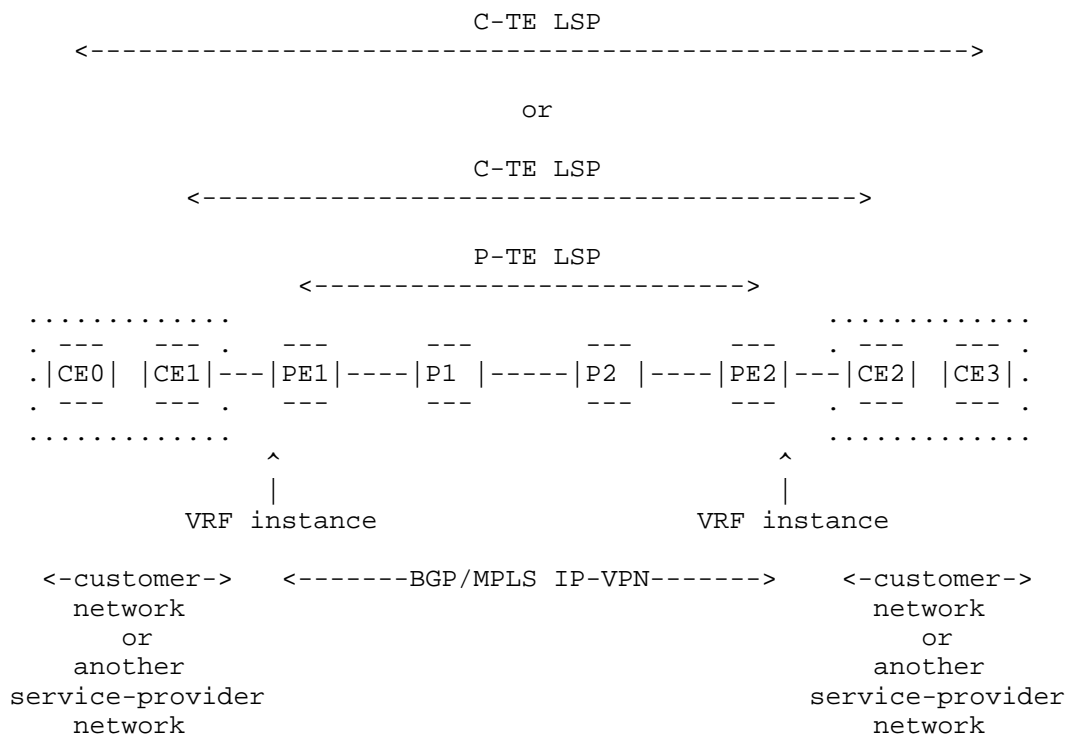 C-TE LSP
<------------------------------------------------------->
or
C-TE LSP
<----------------------------------------->
P-TE LSP
<--------------------------->
............. .............
. --- --- . --- --- --- --- . --- --- .
.|CE0| |CE1|---|PE1|----|P1 |-----|P2 |----|PE2|---|CE2| |CE3|.
. --- --- . --- --- --- --- . --- --- .
............. .............
^ ^
| |
VRF instance VRF instance
<-customer-> <-------BGP/MPLS IP-VPN-------> <-customer->
network network
or or
another another
service-provider service-provider
network network